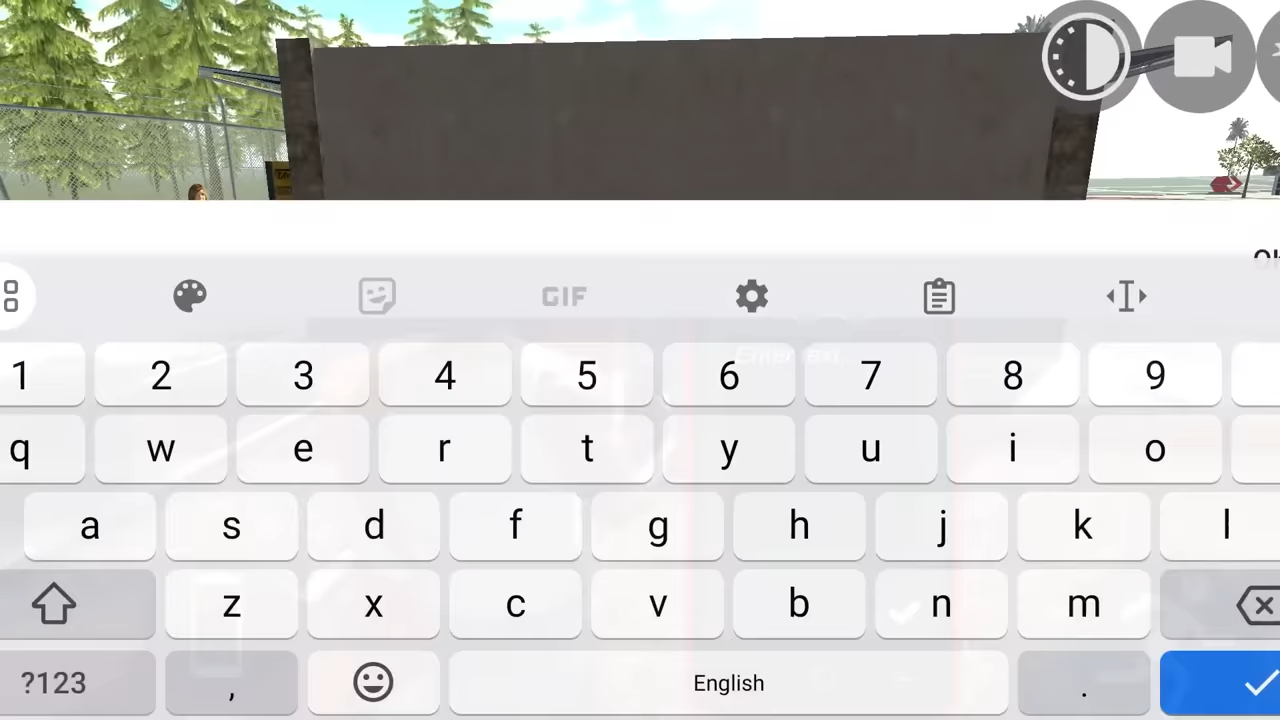 GIF
1 2 3 4 5 6 7 8 9
q w e r t y u i o
a s d f g h j k l
z x c v b n m
?123 , English .